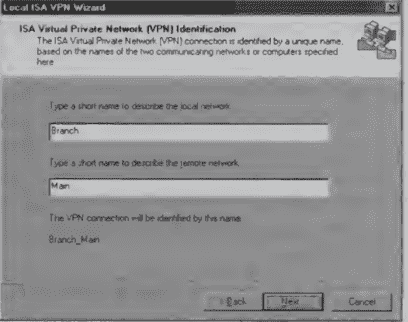 Local ISA VPN Wizard
ISA Virtual Private Network (VPN) Identification
The ISA Virtual Private Network (VPN) connection is identified by a unique name,
based on the names of the two communicating networks or computers specified
here
Type a short name to describe the local network
Branch
Type a short name to describe the remote network
Main
The VPN connection will be identified by this name
Branch_Main
Back
Next
Cancel